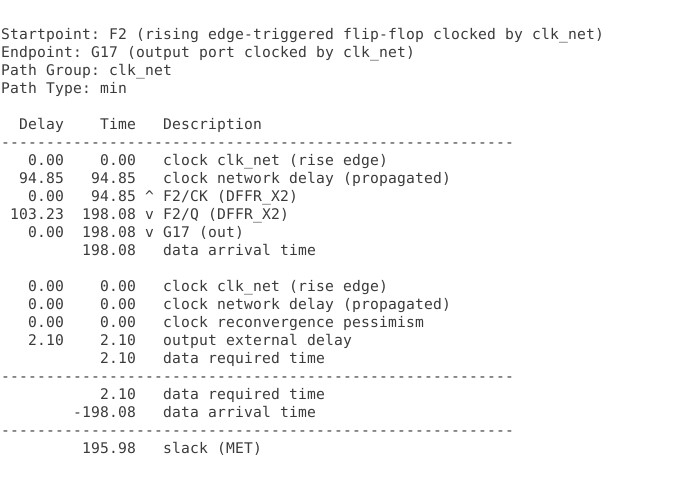 Startpoint: F2 (rising edge-triggered flip-flop clocked by clk_net)
Endpoint: G17 (output port clocked by clk_net)
Path Group: clk_net
Path Type: min
  Delay    Time   Description
---------------------------------------------------------
   0.00    0.00   clock clk_net (rise edge)
  94.85   94.85   clock network delay (propagated)
   0.00   94.85 ^ F2/CK (DFFR_X2)
 103.23  198.08 v F2/Q (DFFR_X2)
   0.00  198.08 v G17 (out)
         198.08   data arrival time
   0.00    0.00   clock clk_net (rise edge)
   0.00    0.00   clock network delay (propagated)
   0.00    0.00   clock reconvergence pessimism
   2.10    2.10   output external delay
           2.10   data required time
---------------------------------------------------------
           2.10   data required time
        -198.08   data arrival time
---------------------------------------------------------
         195.98   slack (MET)